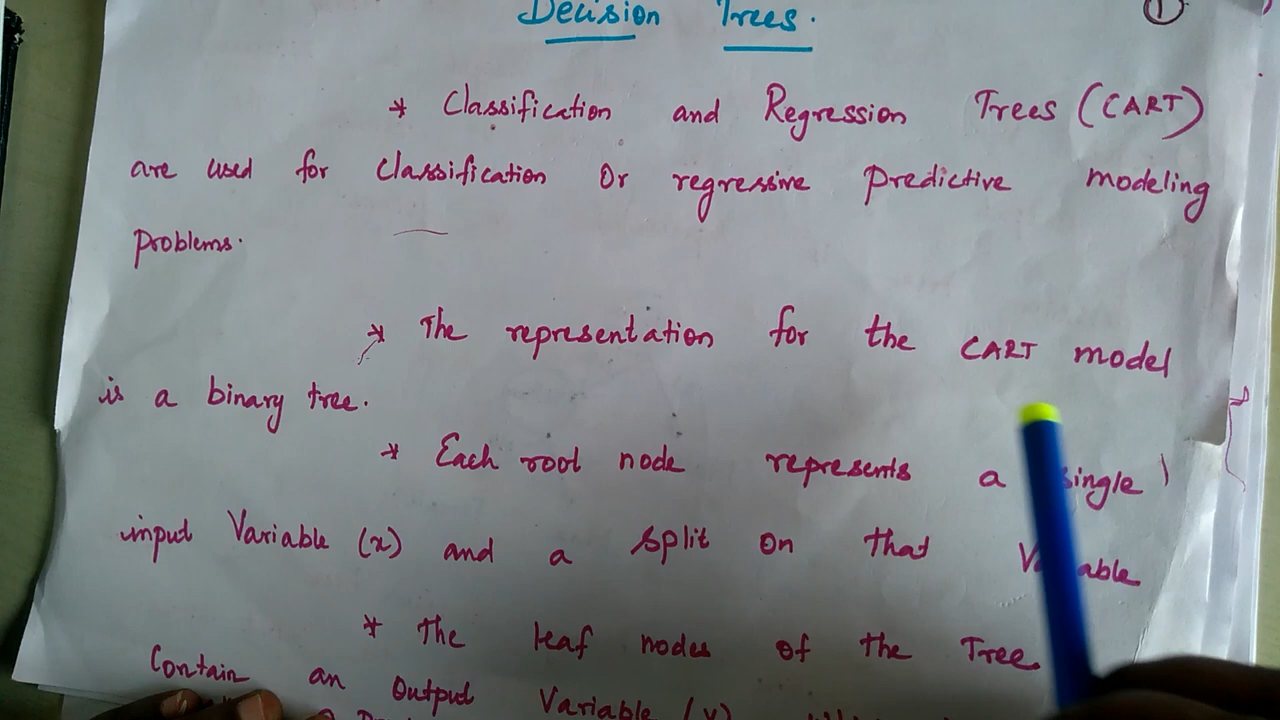 Decision Trees.
1
* Classification and Regression Trees (CART)
are used for classification or regressive predictive modeling
problems.
* The representation for the CART model
is a binary tree.
* Each root node represents a single
input Variable (x) and a split on that Variable
* The leaf nodes of the Tree
Contain an Output Variable (y)